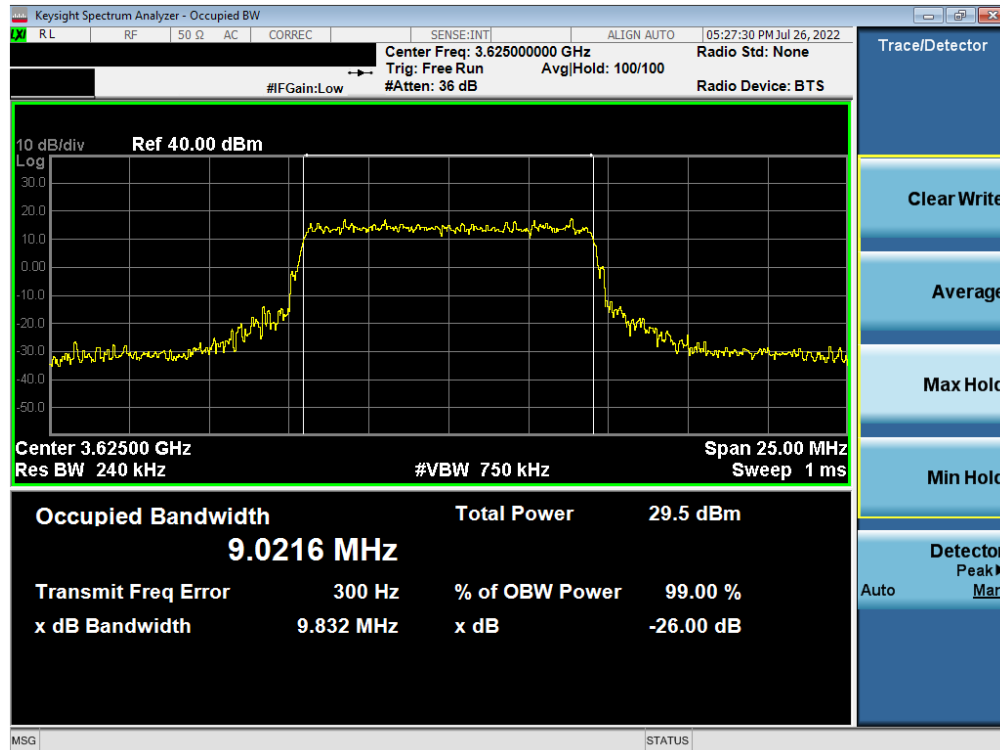 Keysight Spectrum Analyzer - Occupied BW
LXI RL RF 50 Ω AC CORREC SENSE:INT ALIGN AUTO 05:27:30 PM Jul 26, 2022
Center Freq: 3.625000000 GHz Radio Std: None
Trig: Free Run Avg|Hold: 100/100
#IFGain:Low #Atten: 36 dB Radio Device: BTS
10 dB/div Ref 40.00 dBm
Log
30.0
20.0
10.0
0.00
-10.0
-20.0
-30.0
-40.0
-50.0
Center 3.62500 GHz Span 25.00 MHz
Res BW 240 kHz #VBW 750 kHz Sweep 1 ms
Occupied Bandwidth Total Power 29.5 dBm
9.0216 MHz
Transmit Freq Error 300 Hz % of OBW Power 99.00 %
x dB Bandwidth 9.832 MHz x dB -26.00 dB
MSG STATUS
Trace/Detector
Clear Write
Average
Max Hold
Min Hold
Detector
Peak
Auto Man